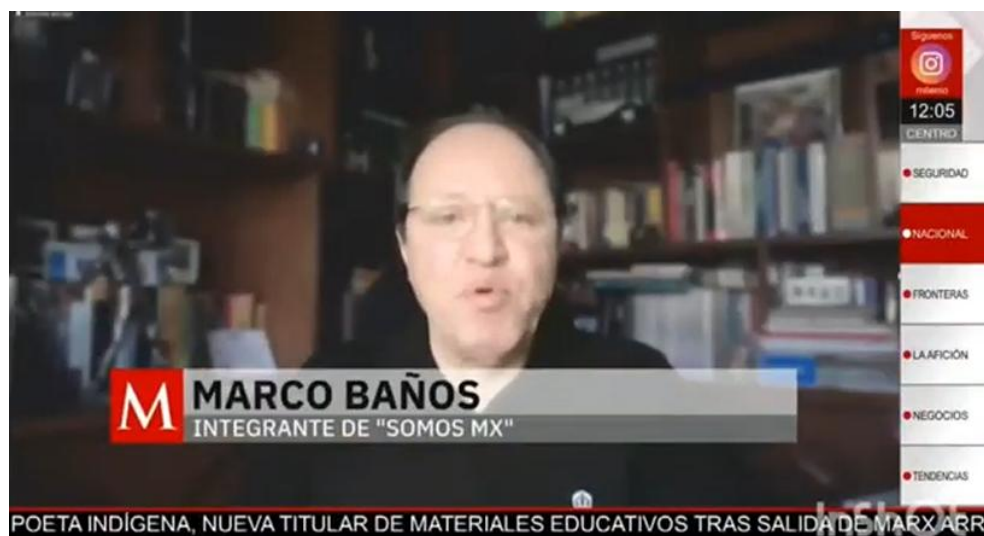 Síguenos
milenio
12:05
CENTRO
SEGURIDAD
NACIONAL
FRONTERAS
LA AFICIÓN
NEGOCIOS
TENDENCIAS
M
MARCO BAÑOS
INTEGRANTE DE "SOMOS MX"
POETA INDÍGENA, NUEVA TITULAR DE MATERIALES EDUCATIVOS TRAS SALIDA DE MARX ARR
InShOt